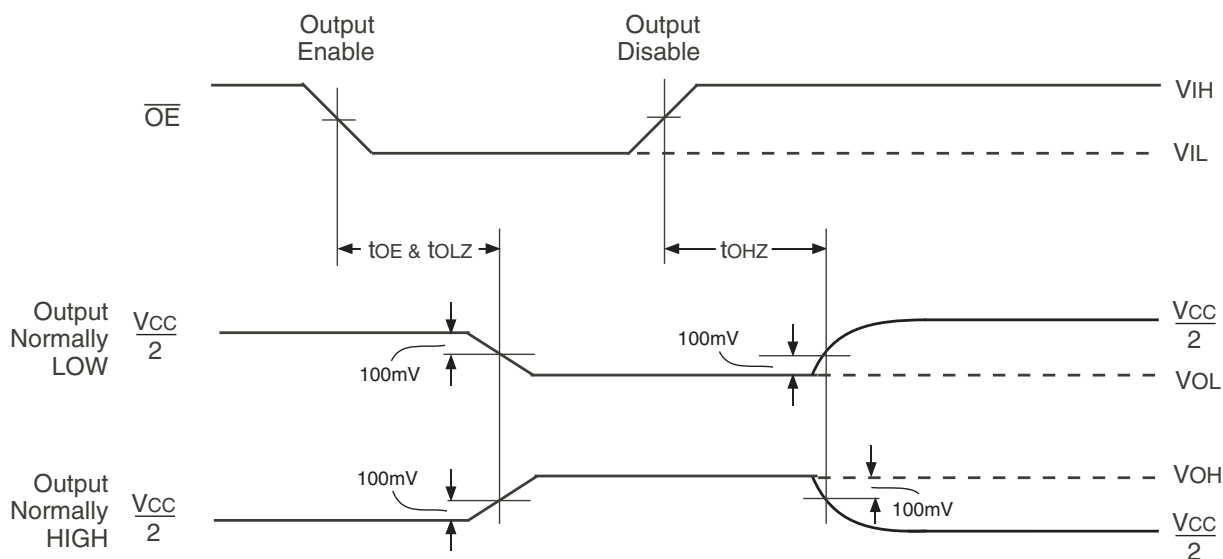 Output
Enable
Output
Disable
OE
VIH
VIL
tOE & tOLZ
tOHZ
Output
Normally
LOW
VCC
2
100mV
100mV
VCC
2
VOL
Output
Normally
HIGH
VCC
2
100mV
VOH
100mV
VCC
2